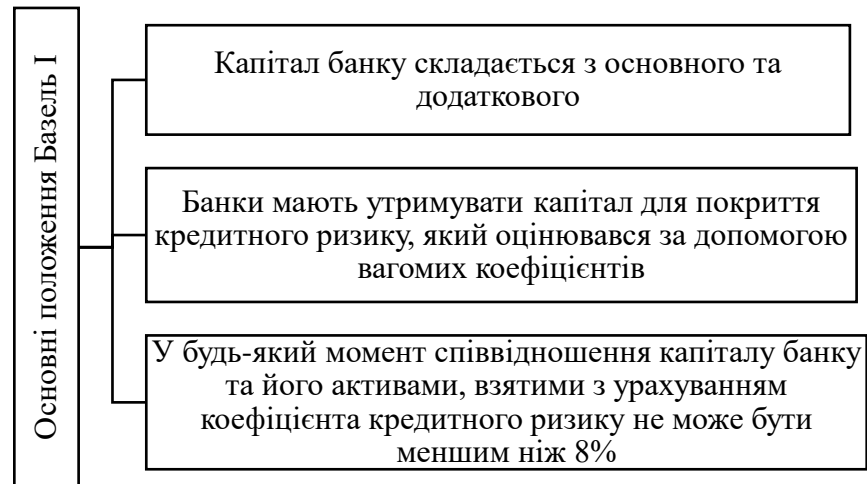 Основні положення Базель І
Капітал банку складається з основного та
додаткового
Банки мають утримувати капітал для покриття
кредитного ризику, який оцінювався за допомогою
вагомих коефіцієнтів
У будь-який момент співвідношення капіталу банку
та його активами, взятими з урахуванням
коефіцієнта кредитного ризику не може бути
меншим ніж 8%